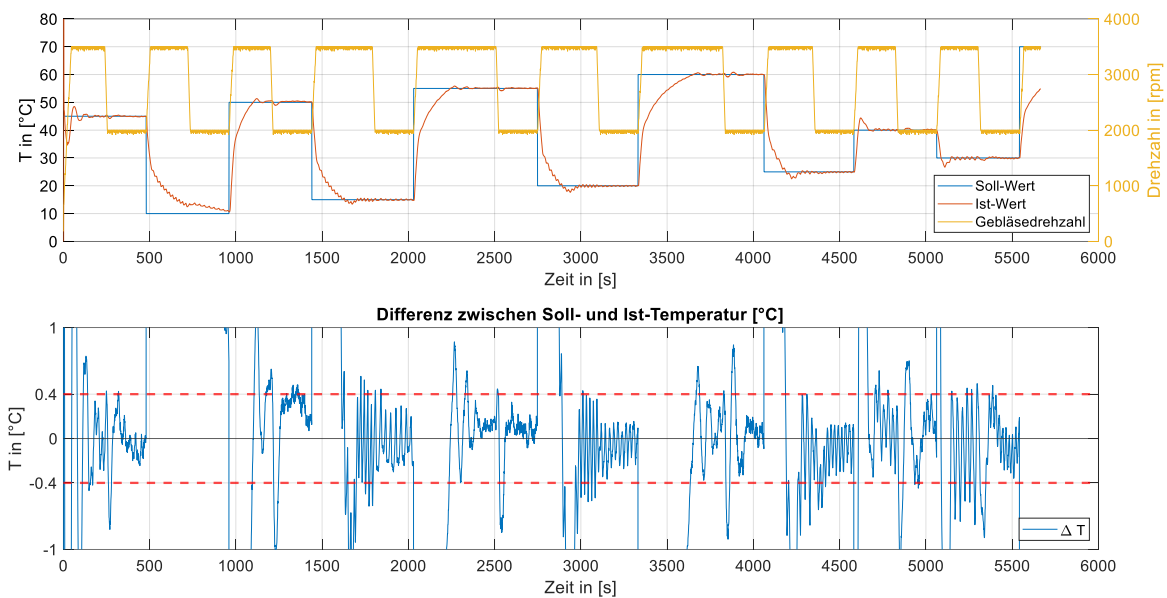 80
70
60
50
40
30
20
10
0
T in [°C]
4000
3000
2000
1000
0
Drehzahl in [rpm]
Soll-Wert
Ist-Wert
Gebläsedrehzahl
0 500 1000 1500 2000 2500 3000 3500 4000 4500 5000 5500 6000
Zeit in [s]
Differenz zwischen Soll- und Ist-Temperatur [°C]
1
0.4
0
-0.4
-1
T in [°C]
Δ T
0 500 1000 1500 2000 2500 3000 3500 4000 4500 5000 5500 6000
Zeit in [s]